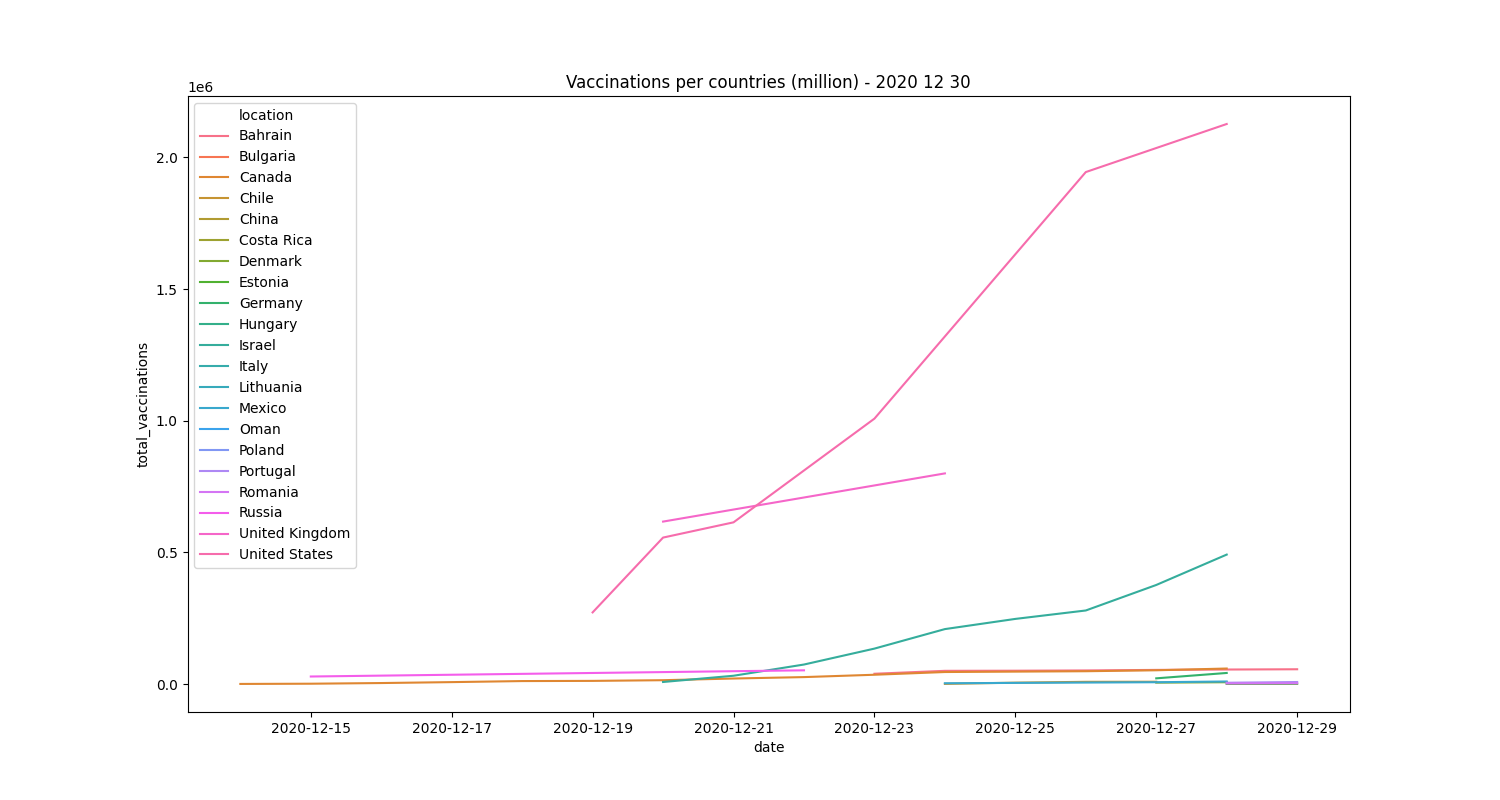 Vaccinations per countries (million) - 2020 12 30
1e6
location
Bahrain
Bulgaria
Canada
Chile
China
Costa Rica
Denmark
Estonia
Germany
Hungary
Israel
Italy
Lithuania
Mexico
Oman
Poland
Portugal
Romania
Russia
United Kingdom
United States
2.0
1.5
1.0
0.5
0.0
total_vaccinations
2020-12-15 2020-12-17 2020-12-19 2020-12-21 2020-12-23 2020-12-25 2020-12-27 2020-12-29
date